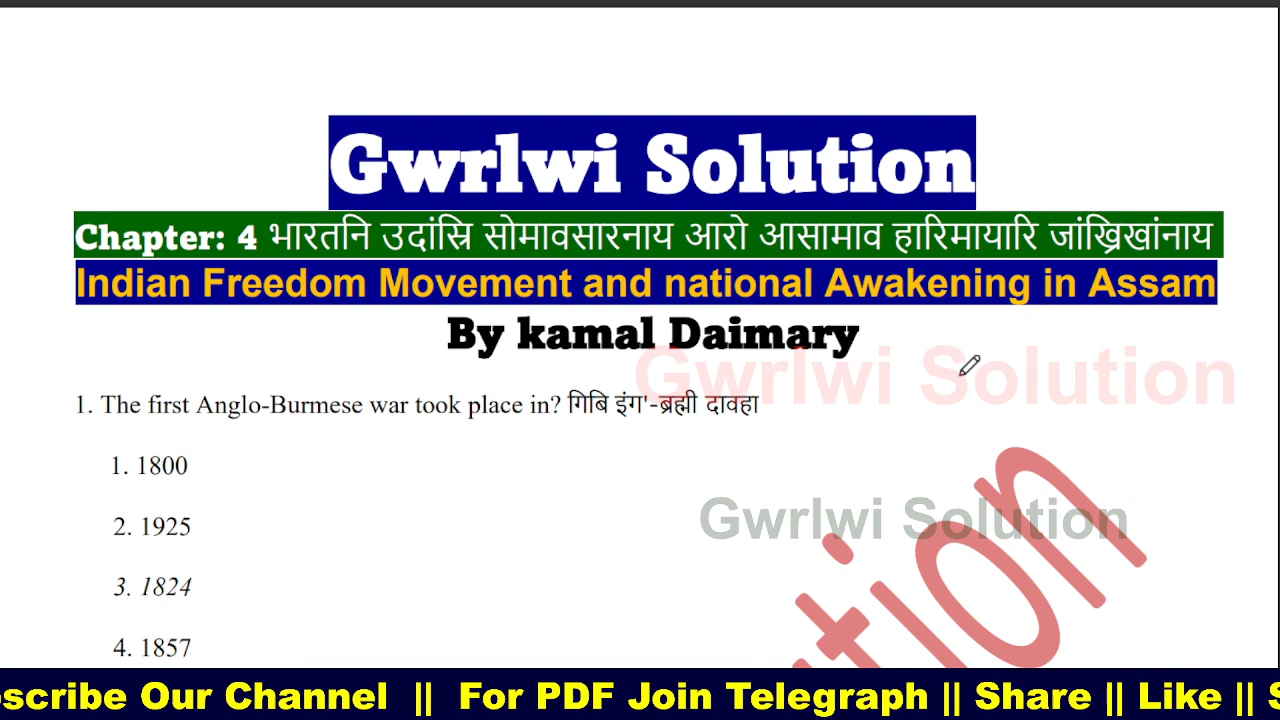 Gwrlwi Solution
Chapter: 4 भारतनि उदांस्रि सोमावसारनाय आरो आसामाव हारिमायारि जांख्रिखांनाय
Indian Freedom Movement and national Awakening in Assam
By kamal Daimary
Gwrlwi Solution
1. The first Anglo-Burmese war took place in? गिबि इंग'-ब्रह्मी दावहा
1. 1800
2. 1925
Gwrlwi Solution
3. 1824
4. 1857
tion
scribe Our Channel || For PDF Join Telegraph || Share || Like || S